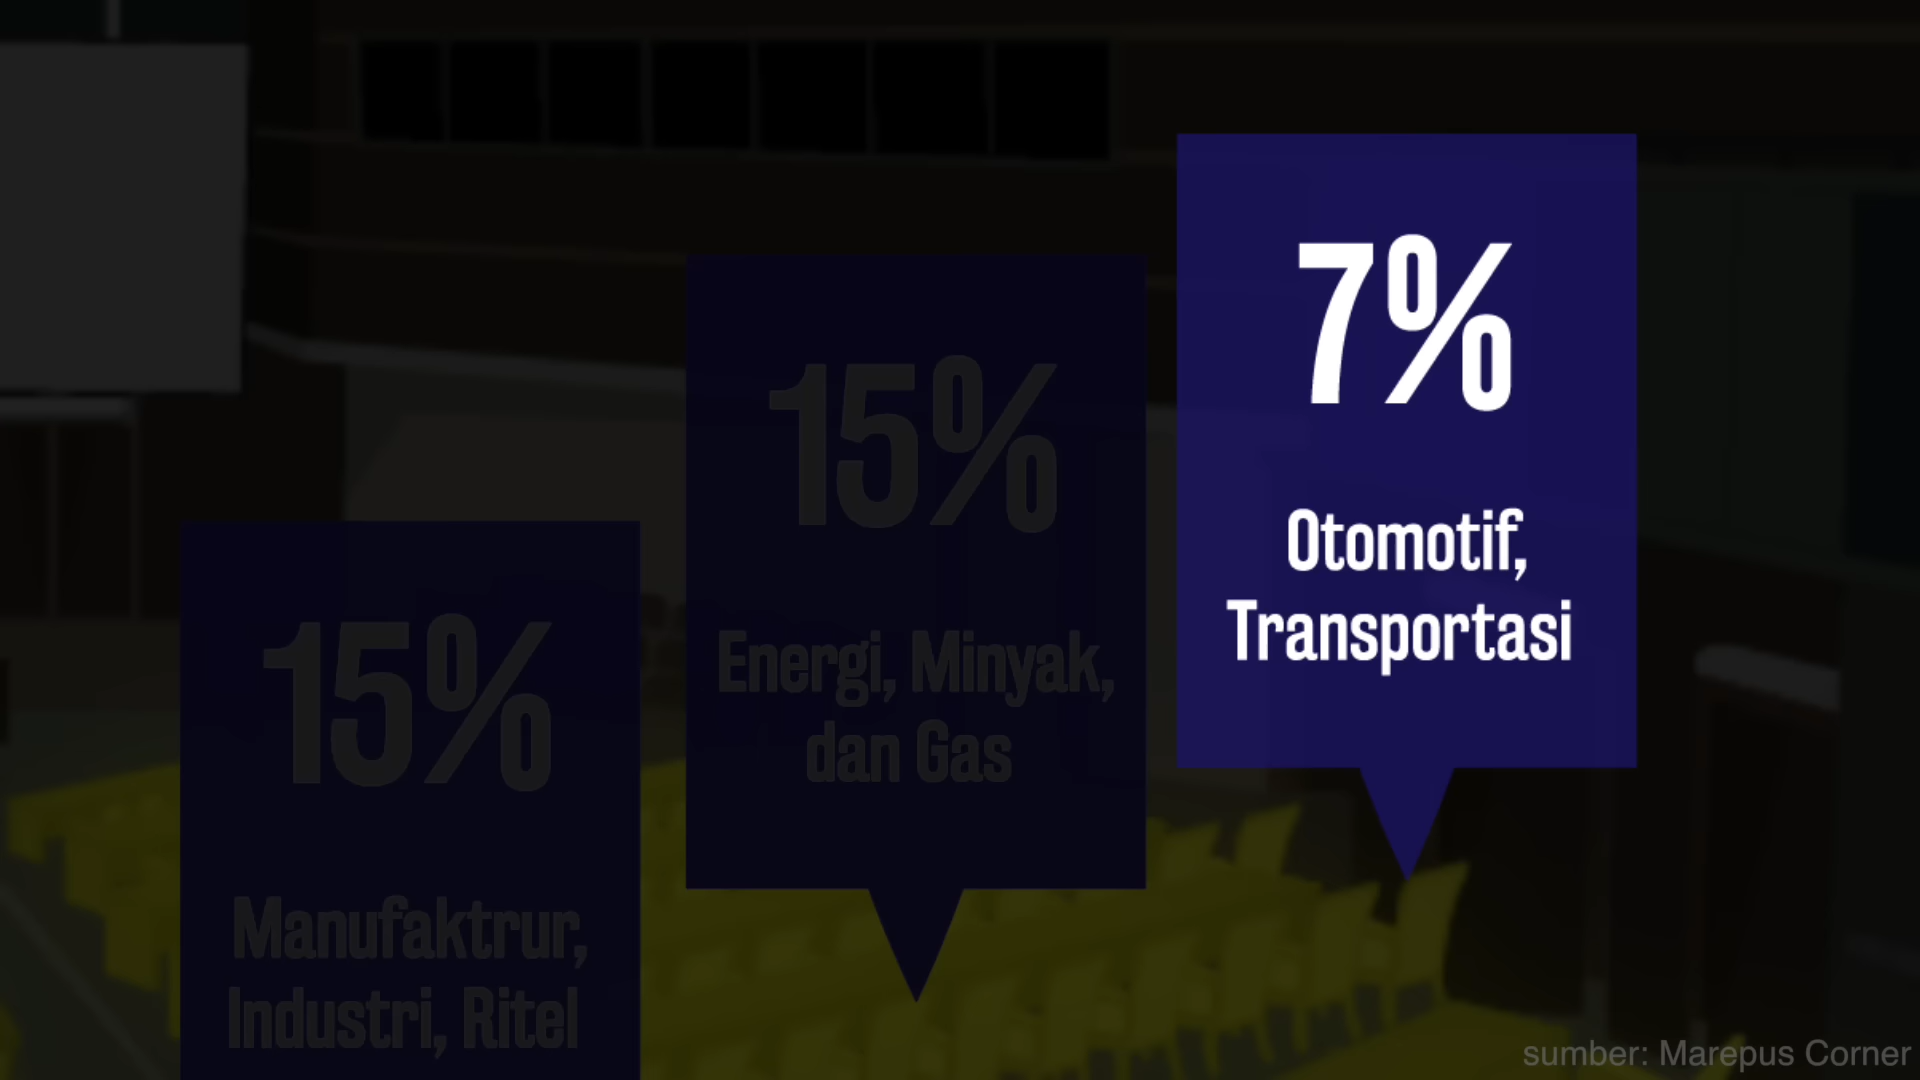 15%
Manufaktrur,
Industri, Ritel
15%
Energi, Minyak,
dan Gas
7%
Otomotif,
Transportasi
sumber: Marepus Corner